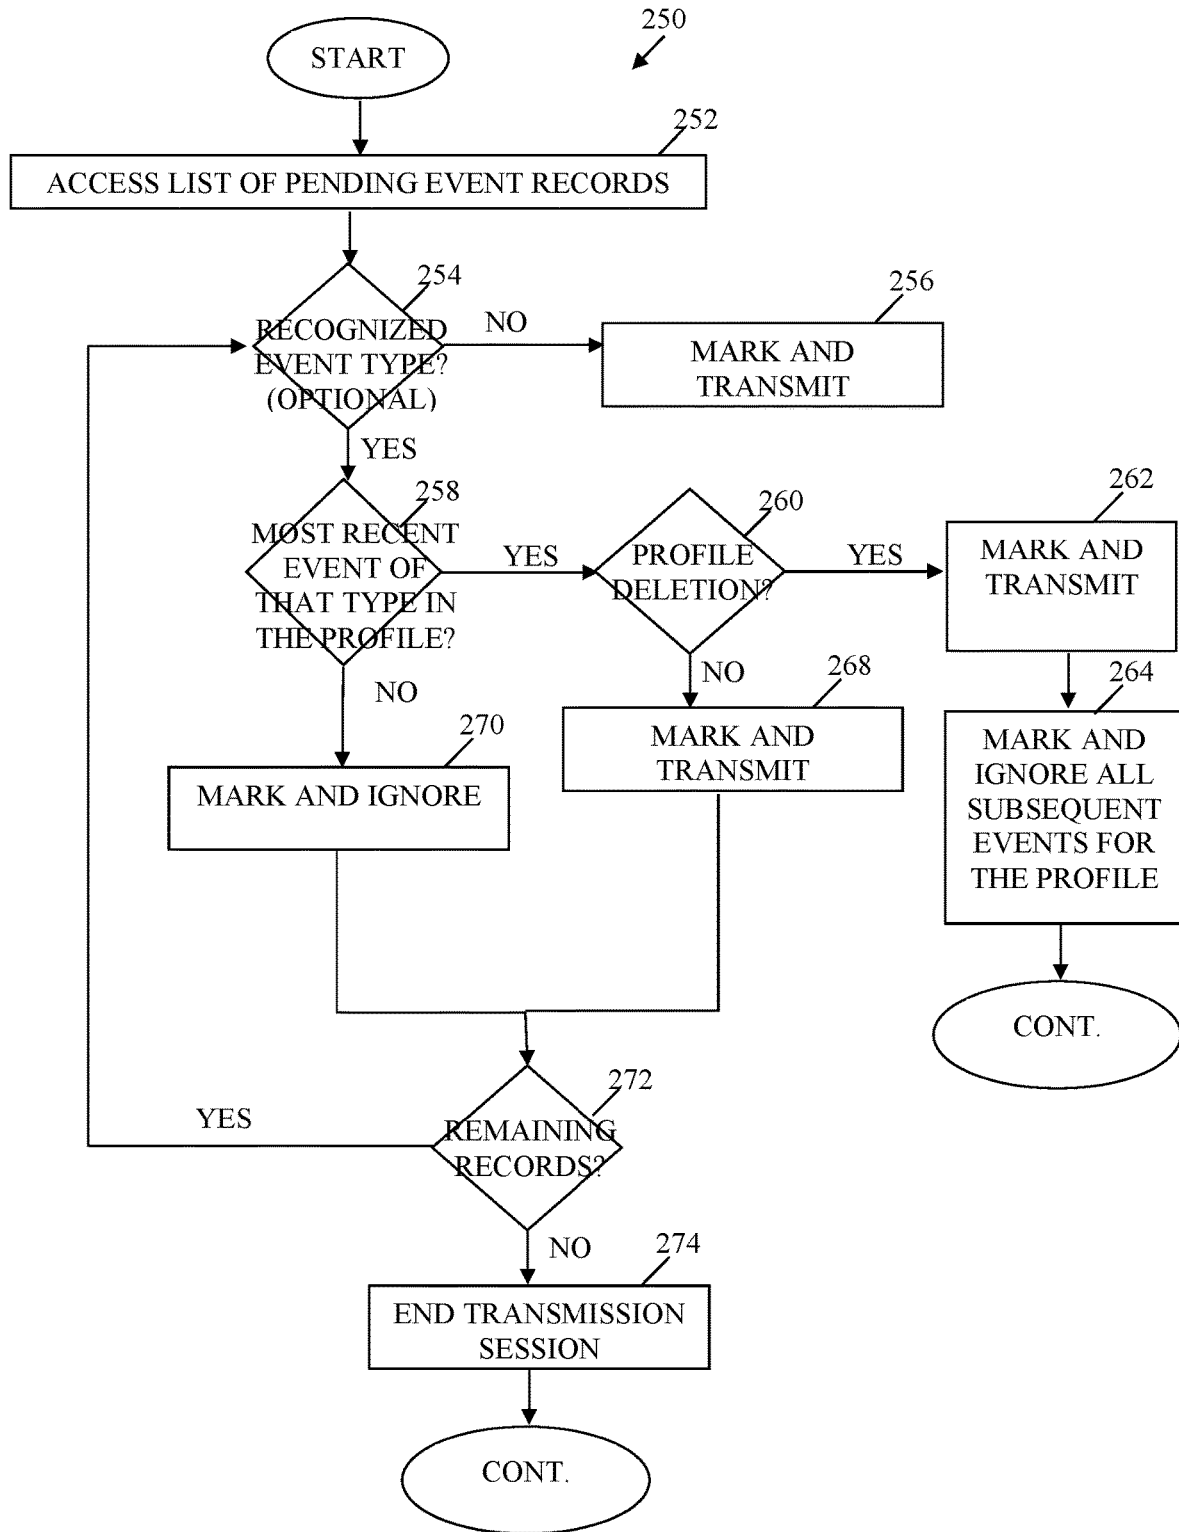 250
START
252
ACCESS LIST OF PENDING EVENT RECORDS
254
256
RECOGNIZED
EVENT TYPE?
(OPTIONAL)
NO
MARK AND
TRANSMIT
YES
258
260
262
MOST RECENT
EVENT OF
THAT TYPE IN
THE PROFILE?
YES
PROFILE
DELETION?
YES
MARK AND
TRANSMIT
NO
NO
268
264
270
MARK AND
TRANSMIT
MARK AND
IGNORE ALL
SUBSEQUENT
EVENTS FOR
THE PROFILE
MARK AND IGNORE
CONT.
272
YES
REMAINING
RECORDS?
NO
274
END TRANSMISSION
SESSION
CONT.